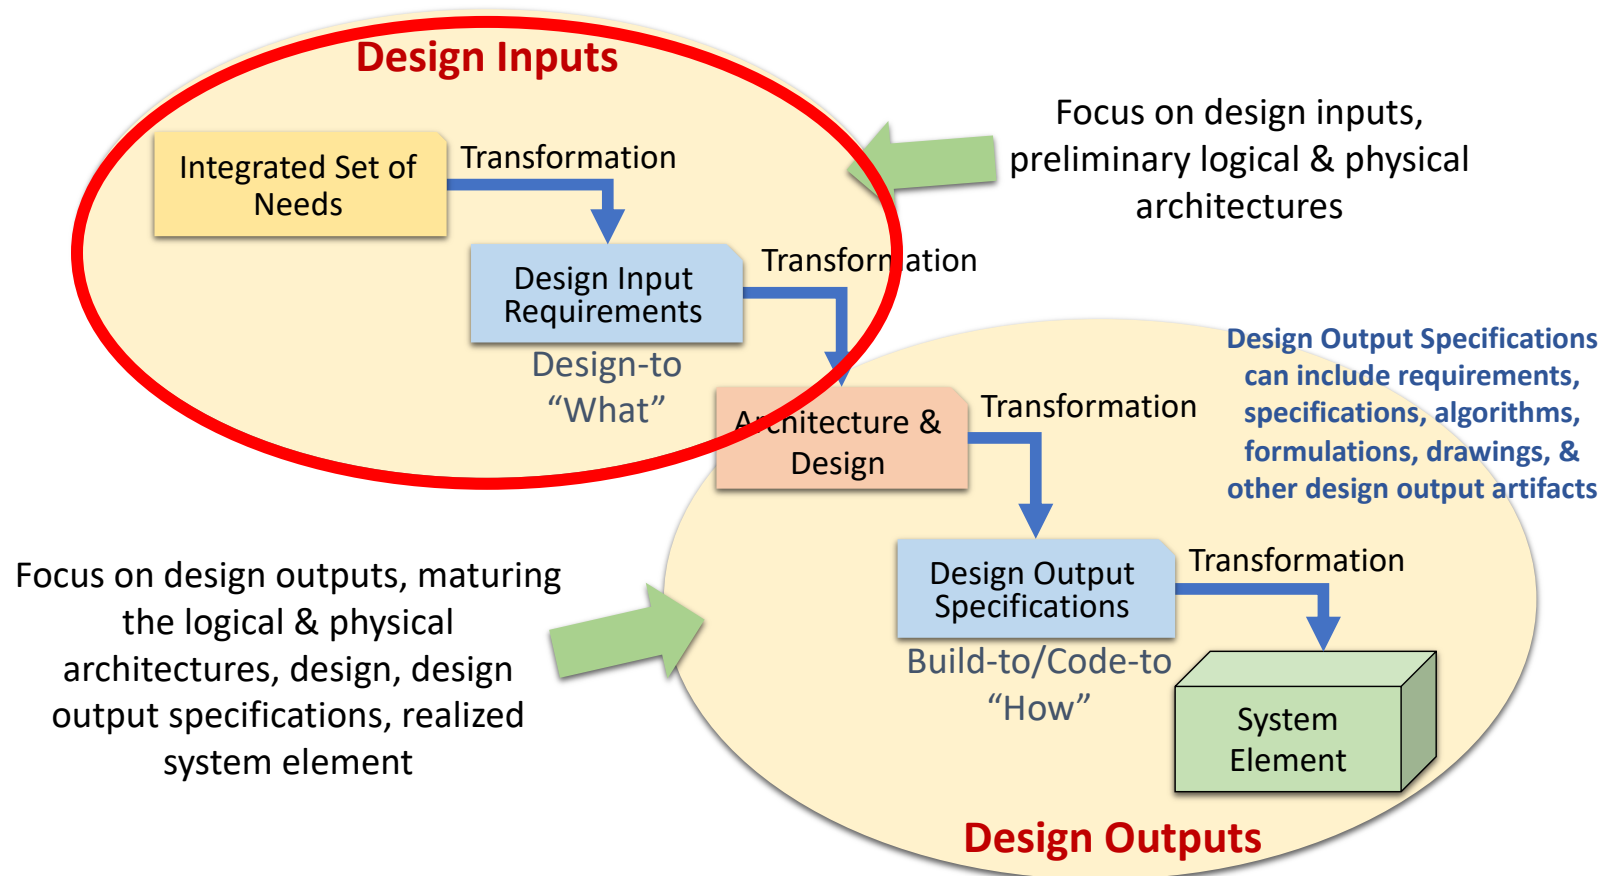 Design Inputs
Integrated Set of
Needs
Transformation
Focus on design inputs,
preliminary logical & physical
architectures
Design Input
Requirements
Transformation
Design-to
“What”
Architecture &
Design
Transformation
Design Output Specifications
can include requirements,
specifications, algorithms,
formulations, drawings, &
other design output artifacts
Focus on design outputs, maturing
the logical & physical
architectures, design, design
output specifications, realized
system element
Design Output
Specifications
Transformation
Build-to/Code-to
“How”
System
Element
Design Outputs